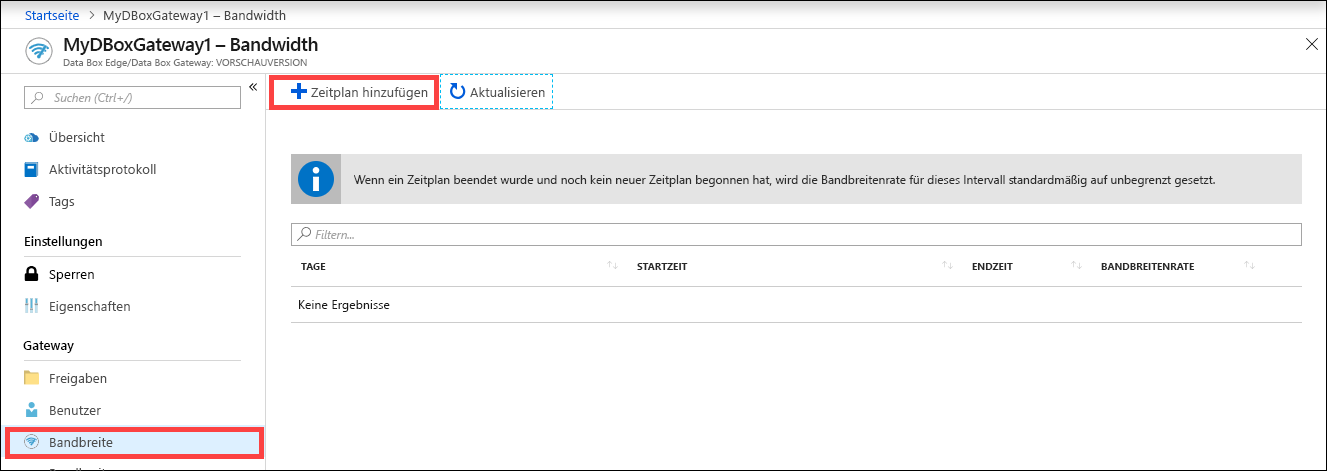 Startseite > MyDBoxGateway1 – Bandwidth
MyDBoxGateway1 – Bandwidth
Data Box Edge/Data Box Gateway: VORSCHAUVERSION
Suchen (Ctrl+/)
«
Übersicht
Aktivitätsprotokoll
Tags
Einstellungen
Sperren
Eigenschaften
Gateway
Freigaben
Benutzer
Bandbreite
Zeitplan hinzufügen
Aktualisieren
Wenn ein Zeitplan beendet wurde und noch kein neuer Zeitplan begonnen hat, wird die Bandbreitenrate für dieses Intervall standardmäßig auf unbegrenzt gesetzt.
Filtern...
TAGE STARTZEIT ENDZEIT BANDBREITENRATE
Keine Ergebnisse